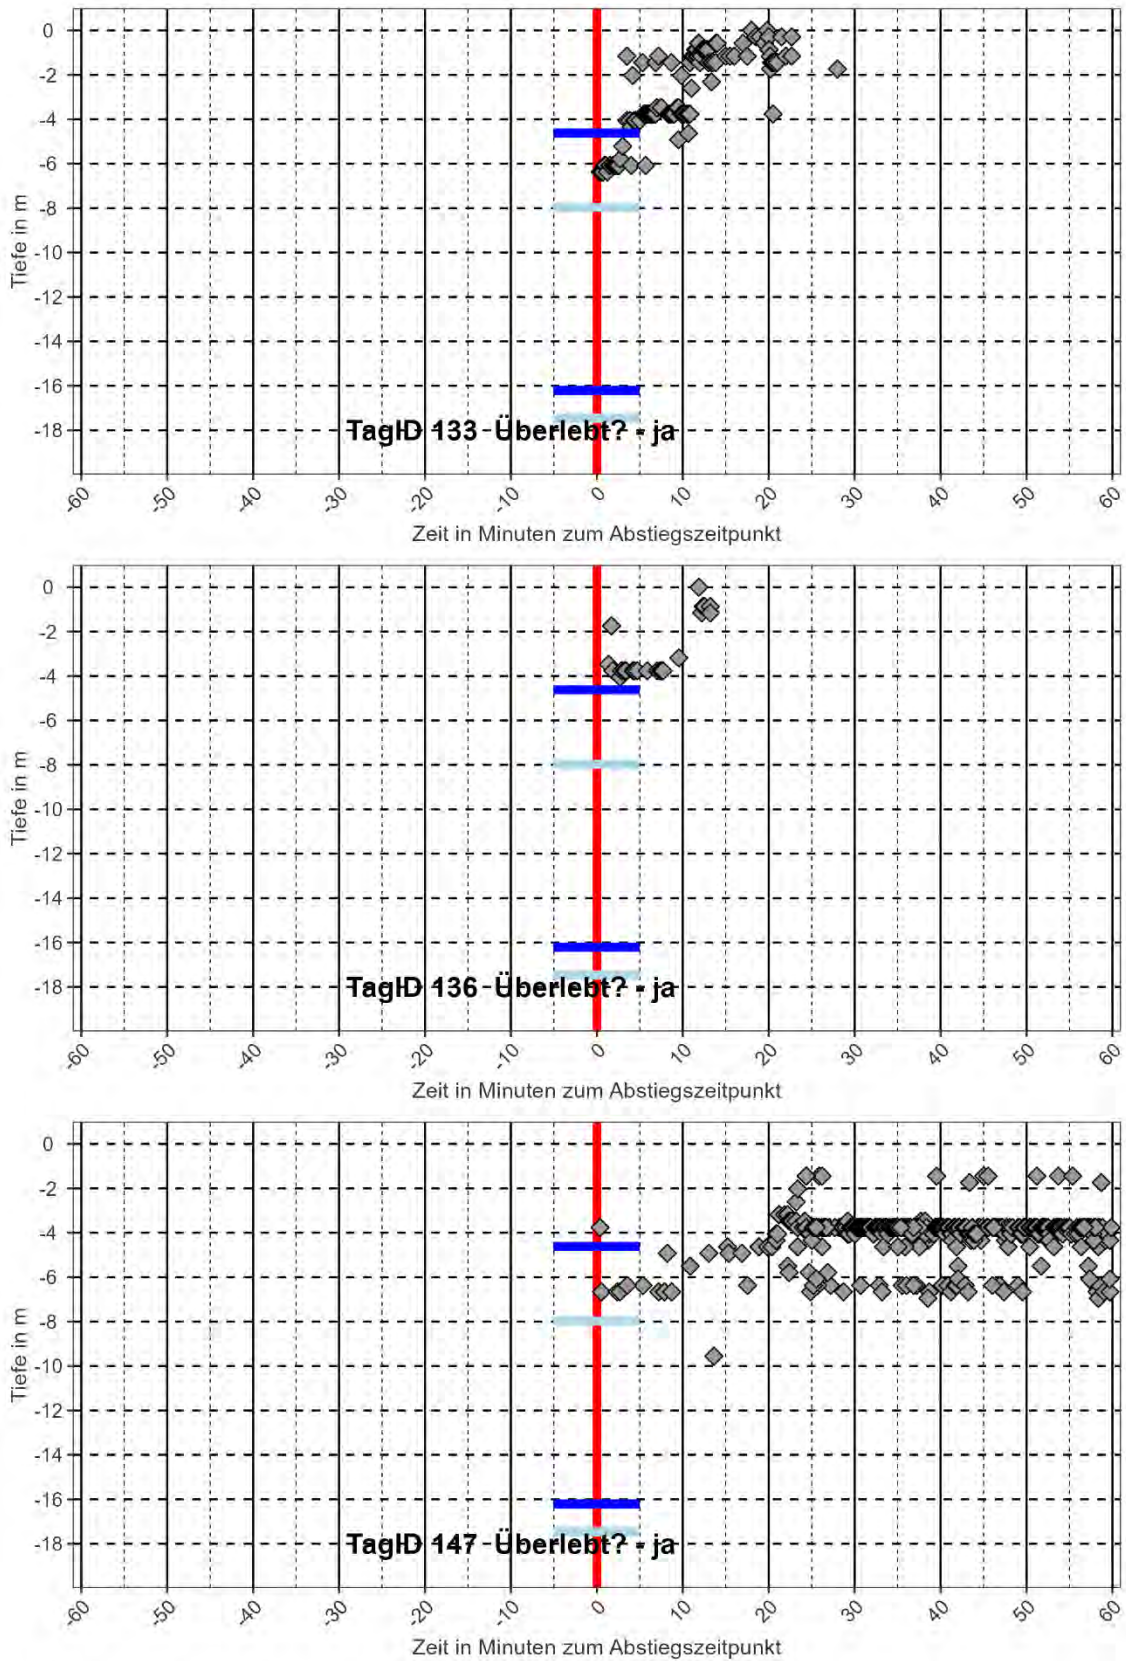 0
-2
-4
-6
-8
-10
-12
-14
-16
-18
Tiefe in m
TagID 133 Überlebt? - ja
-60 -50 -40 -30 -20 -10 0 10 20 30 40 50 60
Zeit in Minuten zum Abstiegszeitpunkt
0
-2
-4
-6
-8
-10
-12
-14
-16
-18
Tiefe in m
TagID 136 Überlebt? - ja
-60 -50 -40 -30 -20 -10 0 10 20 30 40 50 60
Zeit in Minuten zum Abstiegszeitpunkt
0
-2
-4
-6
-8
-10
-12
-14
-16
-18
Tiefe in m
TagID 147 Überlebt? - ja
-60 -50 -40 -30 -20 -10 0 10 20 30 40 50 60
Zeit in Minuten zum Abstiegszeitpunkt